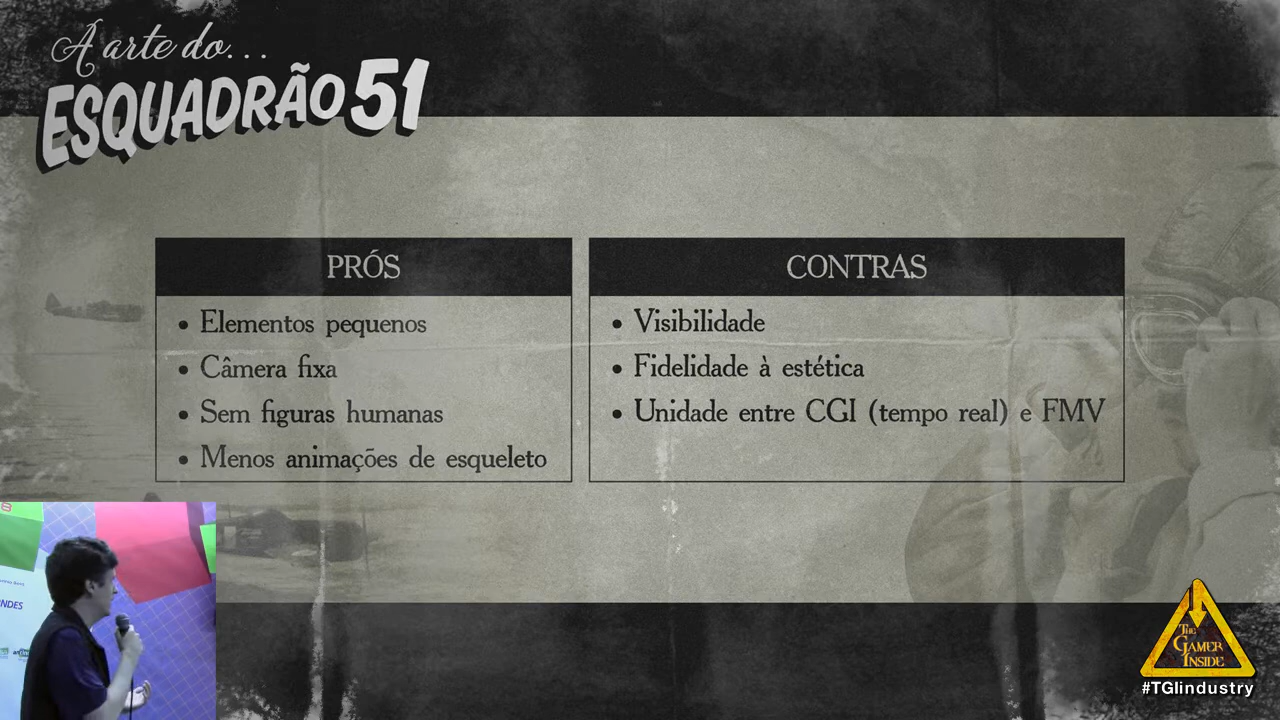 A arte do...
ESQUADRÃO 51
PRÓS
• Elementos pequenos
• Câmera fixa
• Sem figuras humanas
• Menos animações de esqueleto
CONTRAS
• Visibilidade
• Fidelidade à estética
• Unidade entre CGI (tempo real) e FMV
THE
GAMER
INSIDE
#TGIindustry